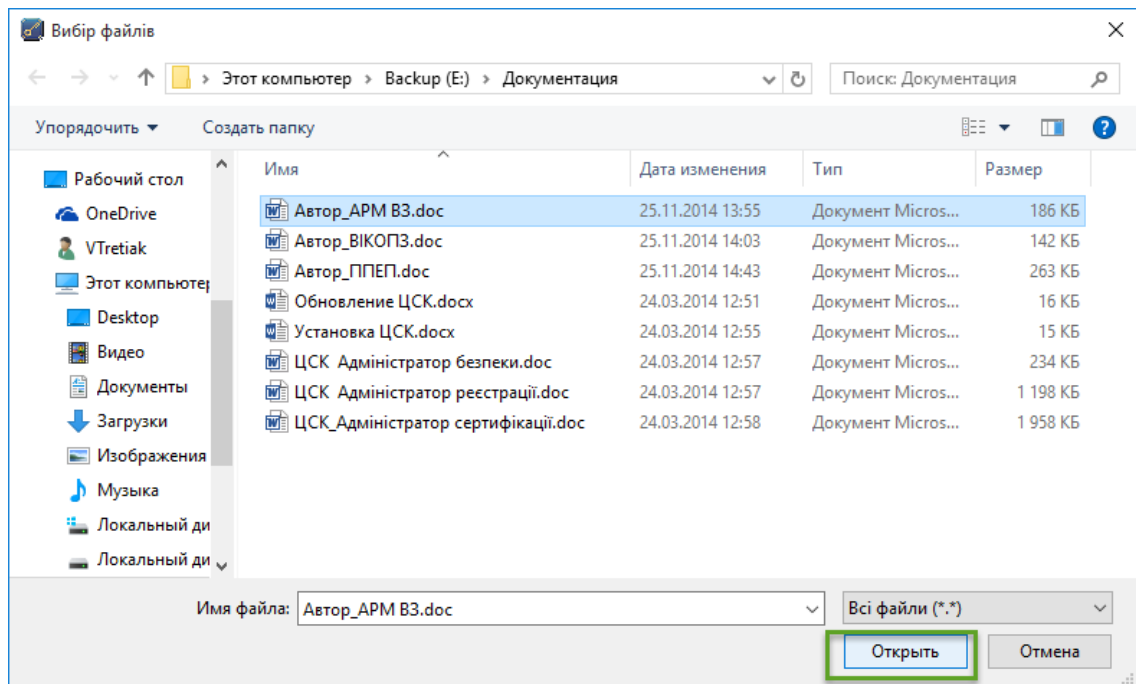 Вибір файлів
Этот компьютер > Backup (E:) > Документация
Поиск: Документация
Упорядочить
Создать папку
Рабочий стол
OneDrive
VTretiak
Этот компьютер
Desktop
Видео
Документы
Загрузки
Изображения
Музыка
Локальный ди
Локальный ди
Имя Дата изменения Тип Размер
Автор_АРМ ВЗ.doc 25.11.2014 13:55 Документ Micros... 186 КБ
Автор_ВІКОПЗ.doc 25.11.2014 14:03 Документ Micros... 142 КБ
Автор_ППЕП.doc 25.11.2014 14:43 Документ Micros... 263 КБ
Обновление ЦСК.docx 24.03.2014 12:51 Документ Micros... 16 КБ
Установка ЦСК.docx 24.03.2014 12:55 Документ Micros... 15 КБ
ЦСК Адміністратор безпеки.doc 24.03.2014 12:57 Документ Micros... 234 КБ
ЦСК Адміністратор реєстрації.doc 24.03.2014 12:57 Документ Micros... 1 198 КБ
ЦСК_Адміністратор сертифікації.doc 24.03.2014 12:58 Документ Micros... 1 958 КБ
Имя файла: Автор_АРМ ВЗ.doc
Всі файли (*.*)
Открыть
Отмена